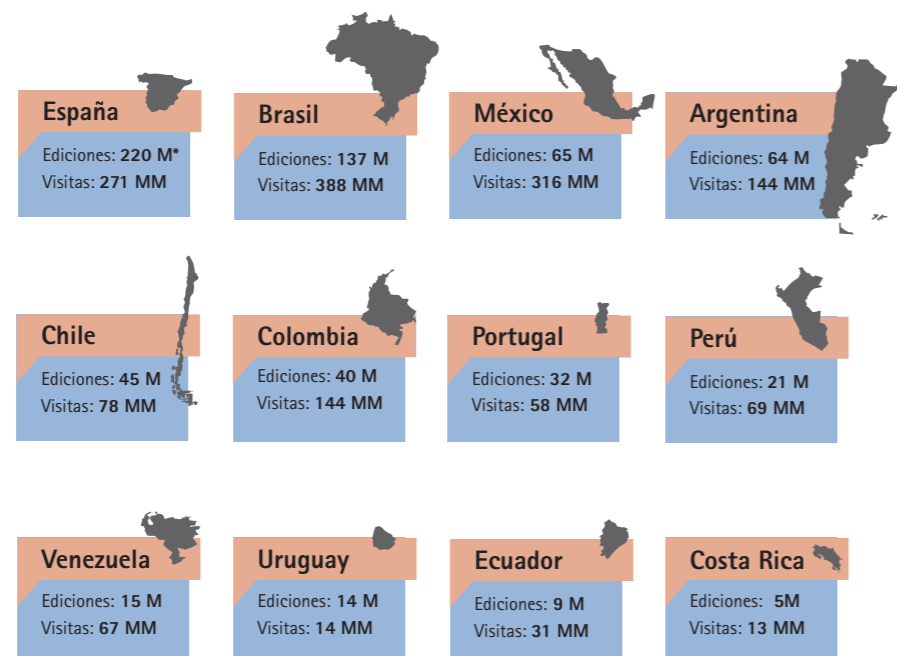 España
Ediciones: 220 M*
Visitas: 271 MM
Brasil
Ediciones: 137 M
Visitas: 388 MM
México
Ediciones: 65 M
Visitas: 316 MM
Argentina
Ediciones: 64 M
Visitas: 144 MM
Chile
Ediciones: 45 M
Visitas: 78 MM
Colombia
Ediciones: 40 M
Visitas: 144 MM
Portugal
Ediciones: 32 M
Visitas: 58 MM
Perú
Ediciones: 21 M
Visitas: 69 MM
Venezuela
Ediciones: 15 M
Visitas: 67 MM
Uruguay
Ediciones: 14 M
Visitas: 14 MM
Ecuador
Ediciones: 9 M
Visitas: 31 MM
Costa Rica
Ediciones: 5M
Visitas: 13 MM